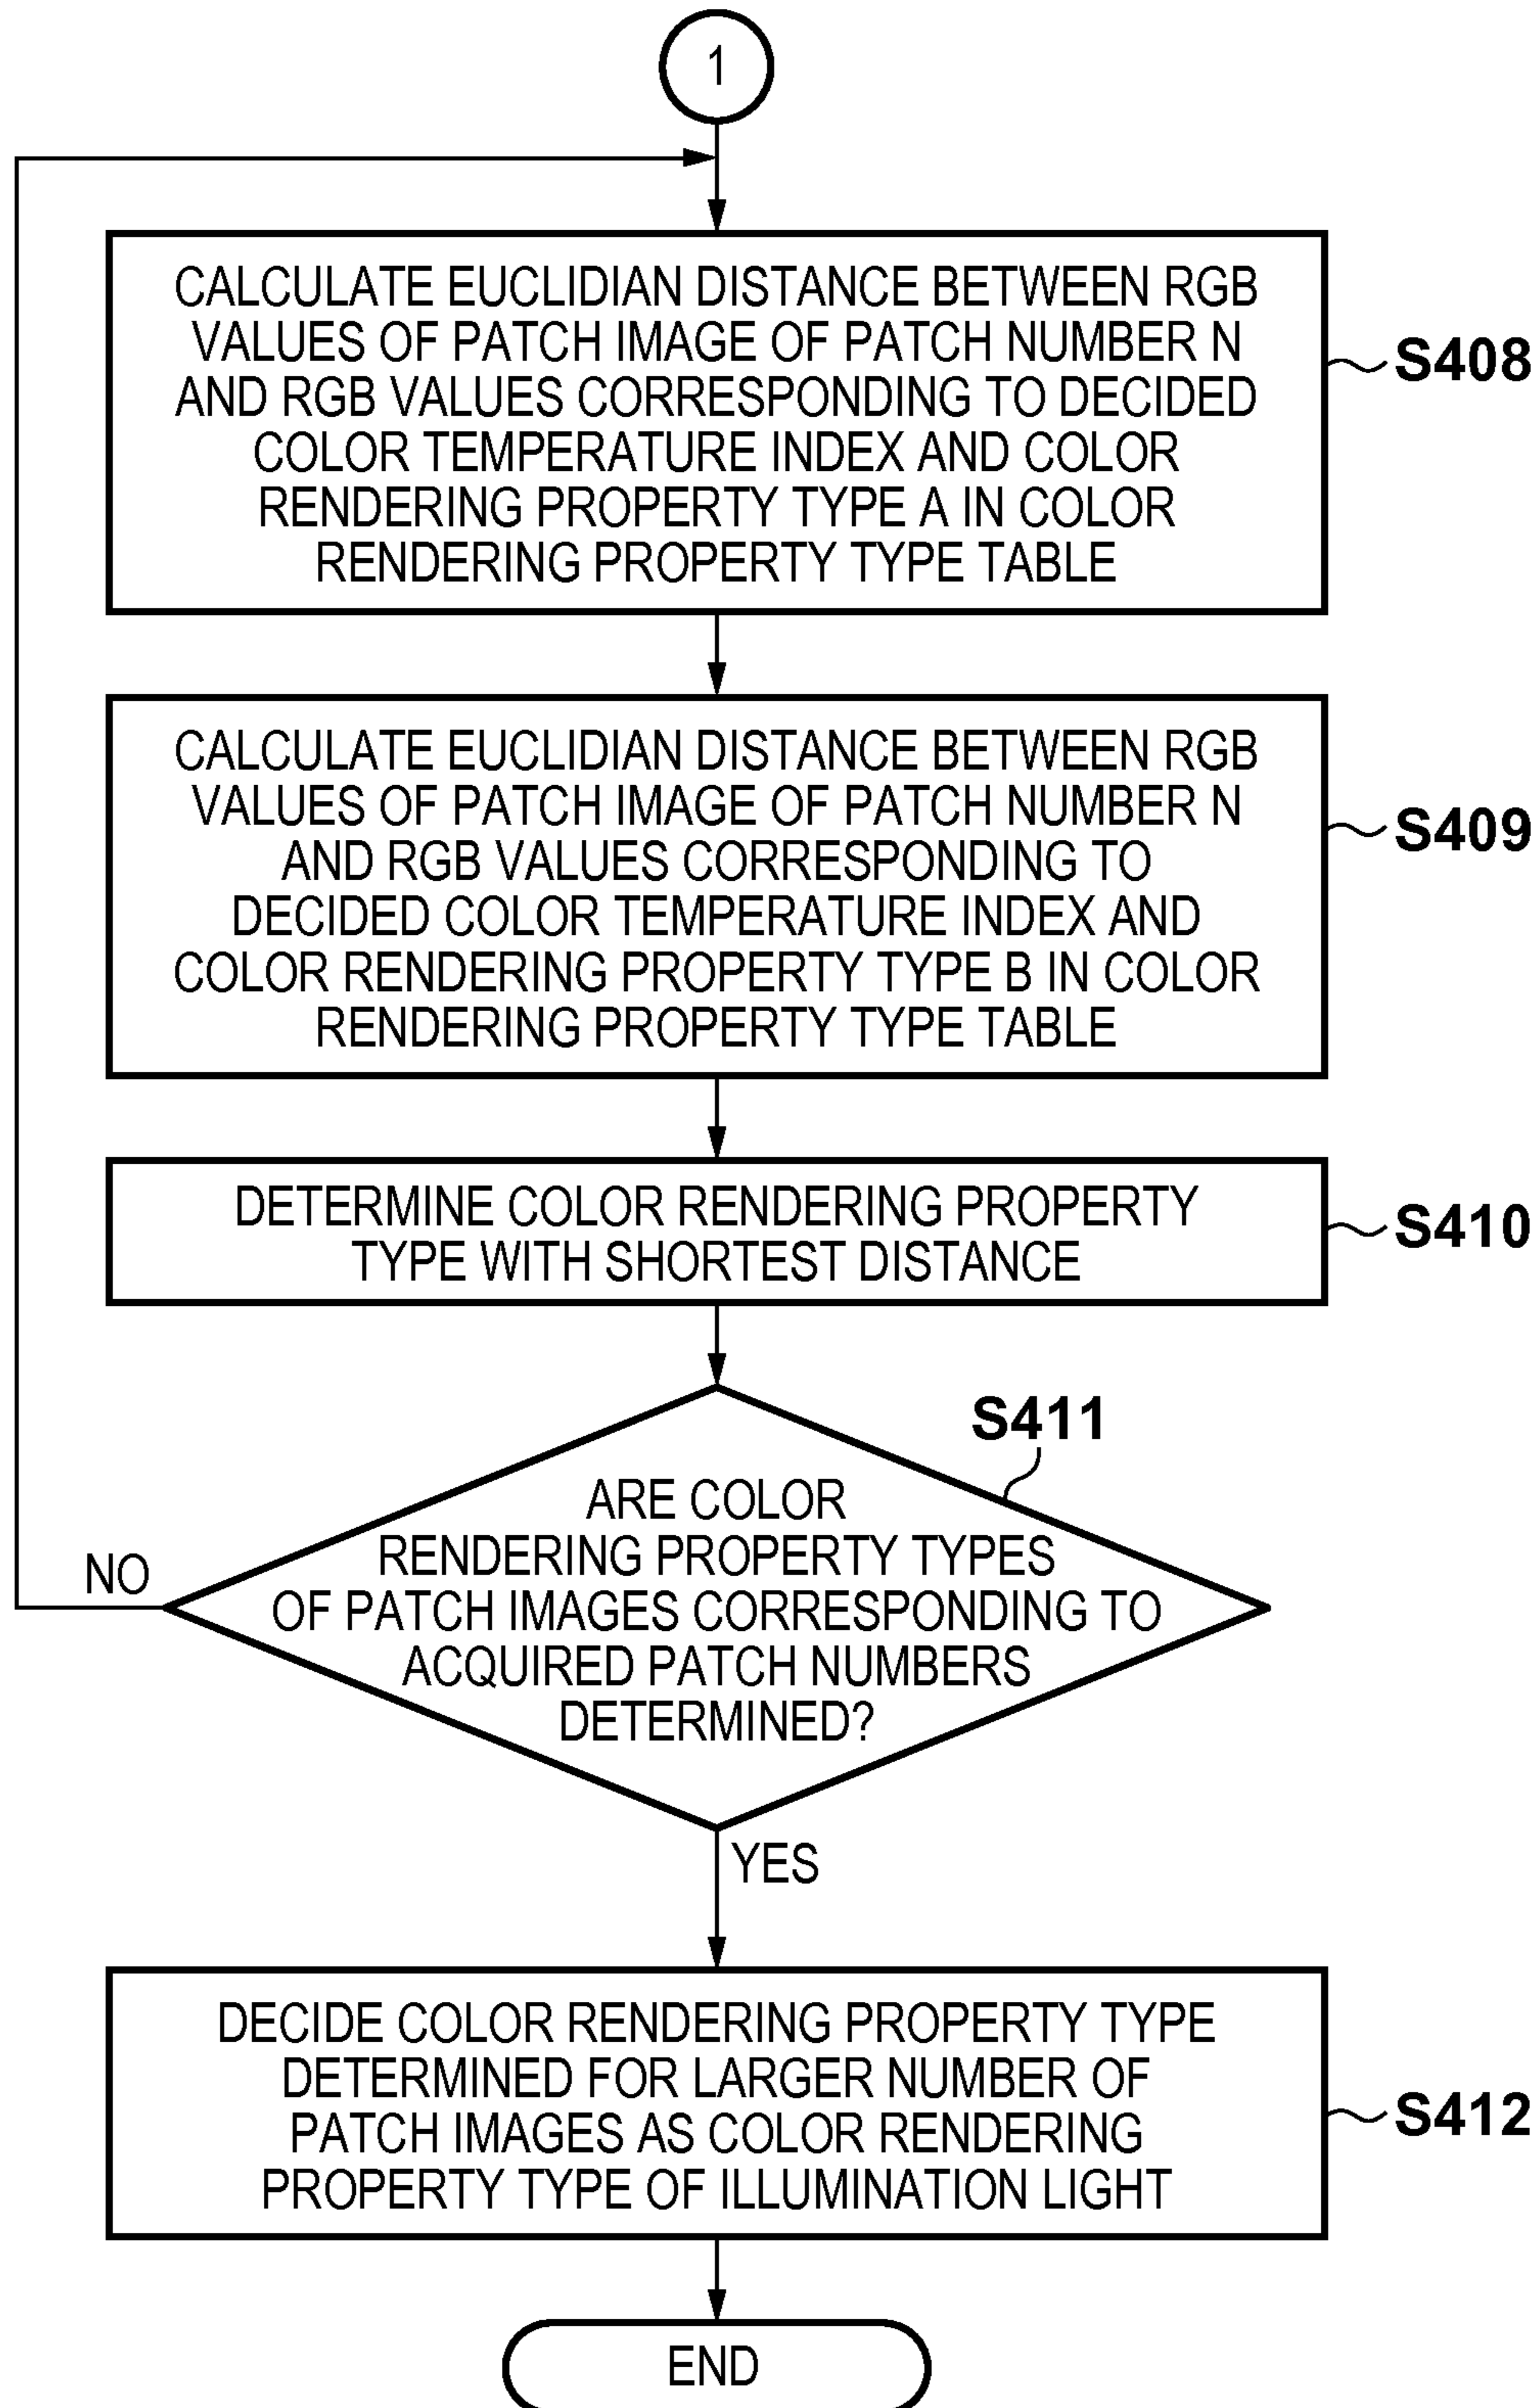 1
CALCULATE EUCLIDIAN DISTANCE BETWEEN RGB
VALUES OF PATCH IMAGE OF PATCH NUMBER N
AND RGB VALUES CORRESPONDING TO DECIDED
COLOR TEMPERATURE INDEX AND COLOR
RENDERING PROPERTY TYPE A IN COLOR
RENDERING PROPERTY TYPE TABLE
S408
CALCULATE EUCLIDIAN DISTANCE BETWEEN RGB
VALUES OF PATCH IMAGE OF PATCH NUMBER N
AND RGB VALUES CORRESPONDING TO
DECIDED COLOR TEMPERATURE INDEX AND
COLOR RENDERING PROPERTY TYPE B IN COLOR
RENDERING PROPERTY TYPE TABLE
S409
DETERMINE COLOR RENDERING PROPERTY
TYPE WITH SHORTEST DISTANCE
S410
S411
ARE COLOR
RENDERING PROPERTY TYPES
OF PATCH IMAGES CORRESPONDING TO
ACQUIRED PATCH NUMBERS
DETERMINED?
NO
YES
DECIDE COLOR RENDERING PROPERTY TYPE
DETERMINED FOR LARGER NUMBER OF
PATCH IMAGES AS COLOR RENDERING
PROPERTY TYPE OF ILLUMINATION LIGHT
S412
END